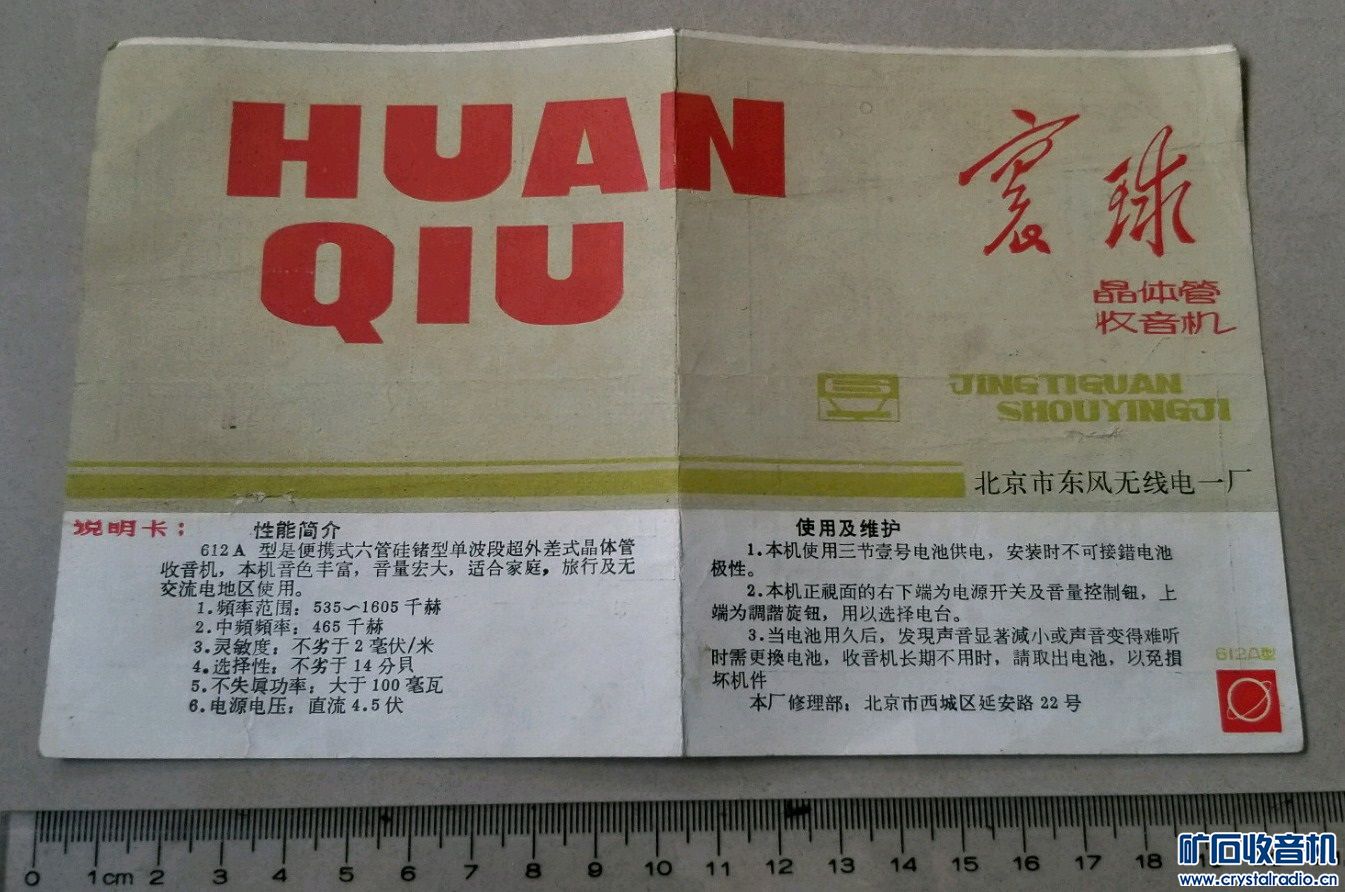 HUAN
QIU
寰球
晶体管
收音机
JINGTIGUAN
SHOUYINGJI
北京市东风无线电一厂
说明卡：
性能简介
612A 型是便携式六管硅锗型单波段超外差式晶体管
收音机，本机音色丰富，音量宏大，适合家庭，旅行及无
交流电地区使用。
1.頻率范围：535～1605 千赫
2.中頻頻率：465 千赫
3.灵敏度：不劣于 2 毫伏/米
4.选择性：不劣于 14 分貝
5.不失眞功率：大于 100 毫瓦
6.电源电压：直流 4.5 伏
使用及维护
1.本机使用三节壹号电池供电，安装时不可接錯电池
极性。
2.本机正視面的右下端为电源开关及音量控制钮，上
端为調諧旋钮，用以选择电台。
3.当电池用久后，发現声音显著減小或声音变得难听
时需更換电池，收音机长期不用时，請取出电池，以免損
坏机件
本厂修理部：北京市西城区延安路 22 号
612A型
0 1cm 2 3 4 5 6 7 8 9 10 11 12 13 14 15 16 17 18
矿石收音机
www.crystalradio.cn